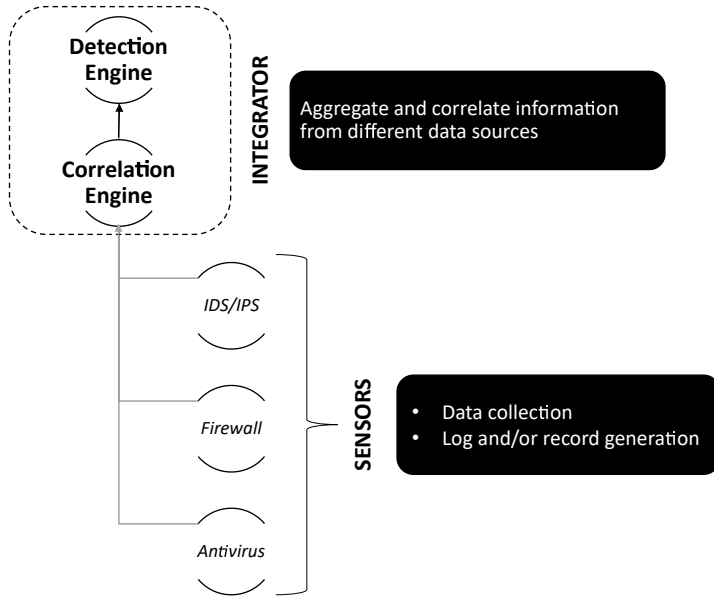 Detection
Engine
Correlation
Engine
INTEGRATOR
Aggregate and correlate information
from different data sources
IDS/IPS
Firewall
Antivirus
SENSORS
• Data collection
• Log and/or record generation